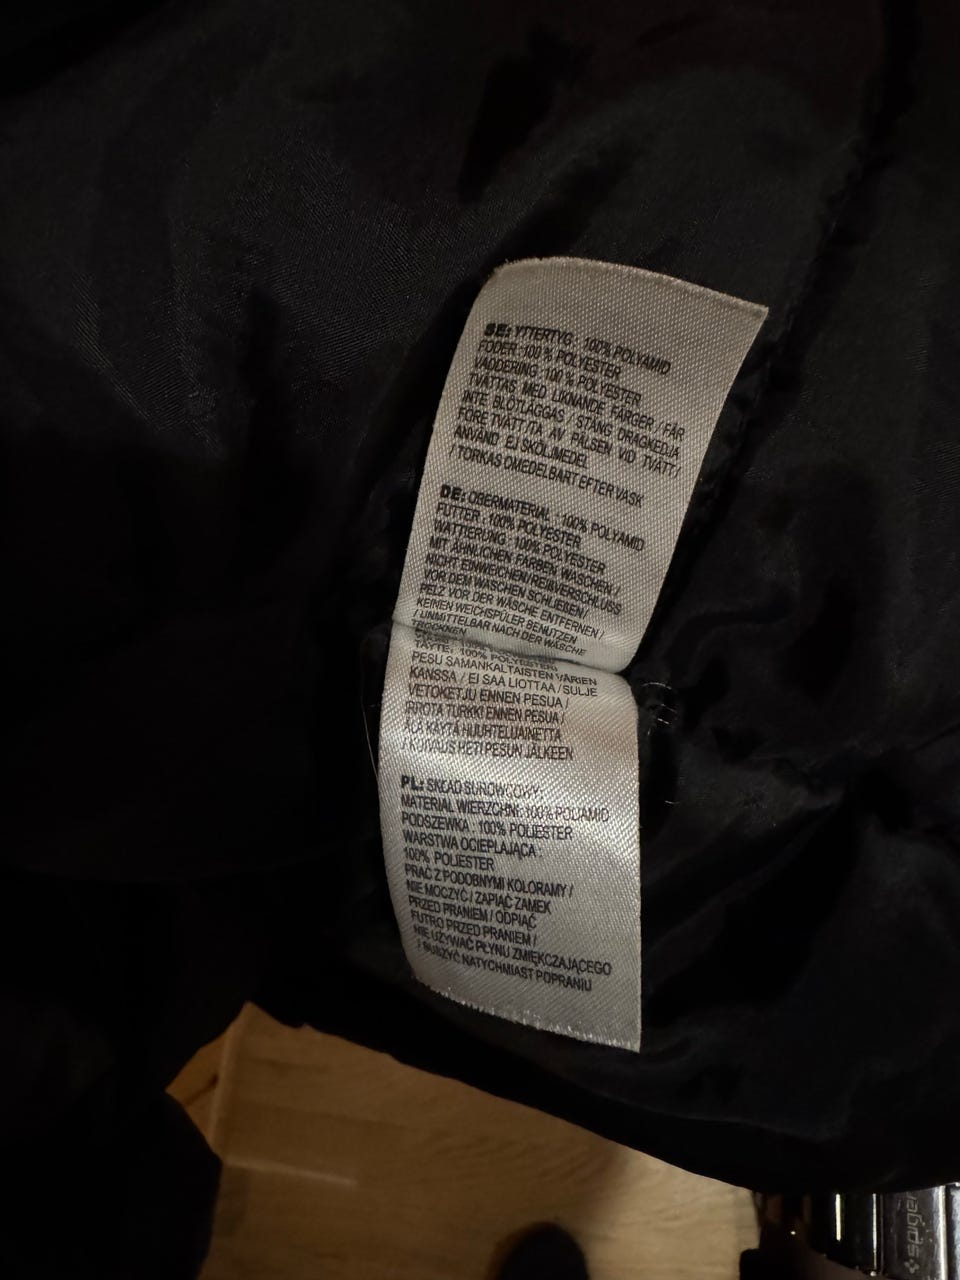 SE: YTTERTYG : 100% POLYAMID
FODER :100 % POLYESTER
VADDERING :100 % POLYESTER
TVÄTTAS MED LIKNANDE FÄRGER / FÅR
INTE BLÖTLÄGGAS / STÄNG DRAGKEDJA
FÖRE TVÄTT/TA AV PÄLSEN VID TVÄTT/
ANVÄND EJ SKÖLJMEDEL
/ TORKAS OMEDELBART EFTER VASK
DE: OBERMATERIAL : 100% POLYAMID
FUTTER : 100% POLYESTER
WATTIERUNG : 100% POLYESTER
MIT ÄHNLICHEN FARBEN WASCHEN /
NICHT EINWEICHEN/REIßVERSCHLUSS
VOR DEM WASCHEN SCHLIEßEN/
PELZ VOR DER WÄSCHE ENTFERNEN /
KEINEN WEICHSPÜLER BENUTZEN
/ UNMITTELBAR NACH DER WÄSCHE
TROCKNEN
TÄYTE: 100% POLYESTERI
PESU SAMANKALTAISTEN VÄRIEN
KANSSA / EI SAA LIOTTAA / SULJE
VETOKETJU ENNEN PESUA /
IRROTA TURKKI ENNEN PESUA /
ÄLÄ KÄYTÄ HUUHTELUAINETTA
/ KUIVAUS HETI PESUN JÄLKEEN
PL: SKŁAD SUROWCOWY:
MATERIAŁ WIERZCHNI: 100% POLIAMID
PODSZEWKA : 100% POLIESTER
WARSTWA OCIEPLAJĄCA :
100% POLIESTER
PRAĆ Z PODOBNYMI KOLORAMY /
NIE MOCZYĆ / ZAPIĄĆ ZAMEK
PRZED PRANIEM / ODPIĄĆ
FUTRO PRZED PRANIEM /
NIE UŻYWAĆ PŁYNU ZMIĘKCZAJĄCEGO
/ SUSZYĆ NATYCHMIAST POPRANIU
spigen